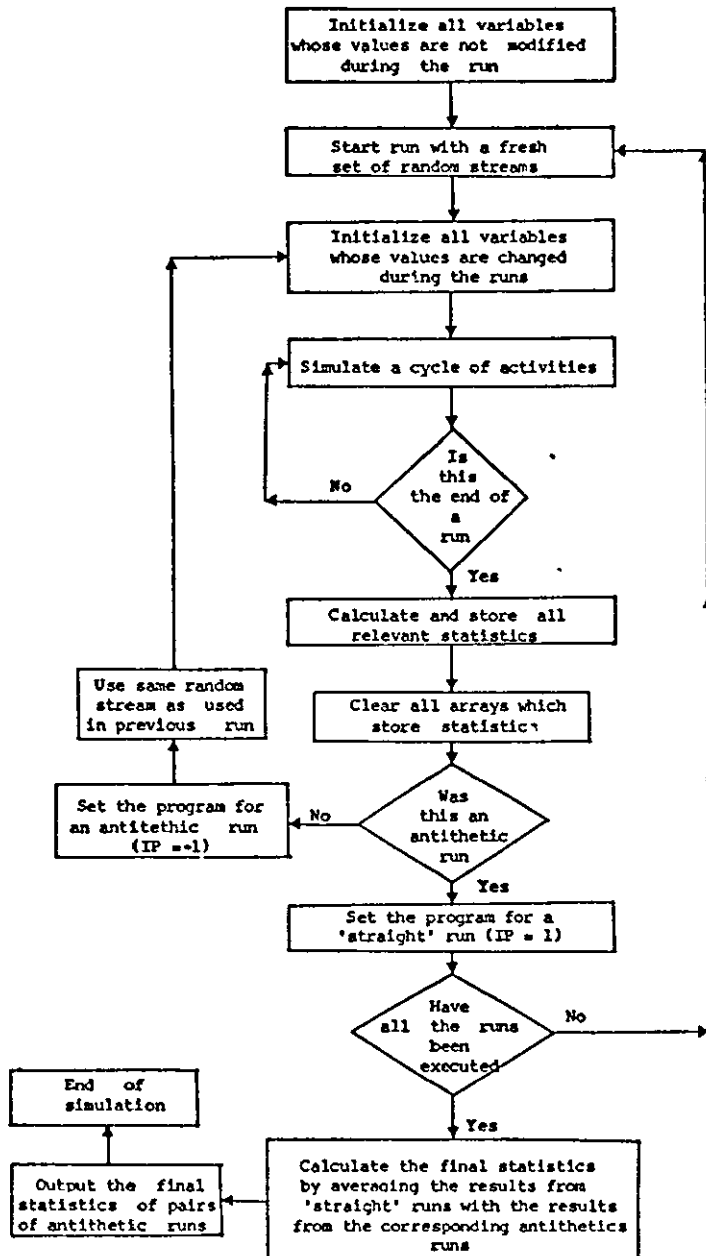 Initialize all variables
whose values are not modified
during the run
Start run with a fresh
set of random streams
Initialize all variables
whose values are changed
during the runs
Simulate a cycle of activities
Is
this
the end of
a
run
No
Yes
Calculate and store all
relevant statistics
Clear all arrays which
store statistics
Was
this an
antithetic
run
No
Set the program for
an antitethic run
(IP =-1)
Use same random
stream as used
in previous run
Yes
Set the program for a
'straight' run (IP = 1)
Have
all the runs
been
executed
No
Yes
Calculate the final statistics
by averaging the results from
'straight' runs with the results
from the corresponding antithetics
runs
Output the final
statistics of pairs
of antithetic runs
End of
simulation